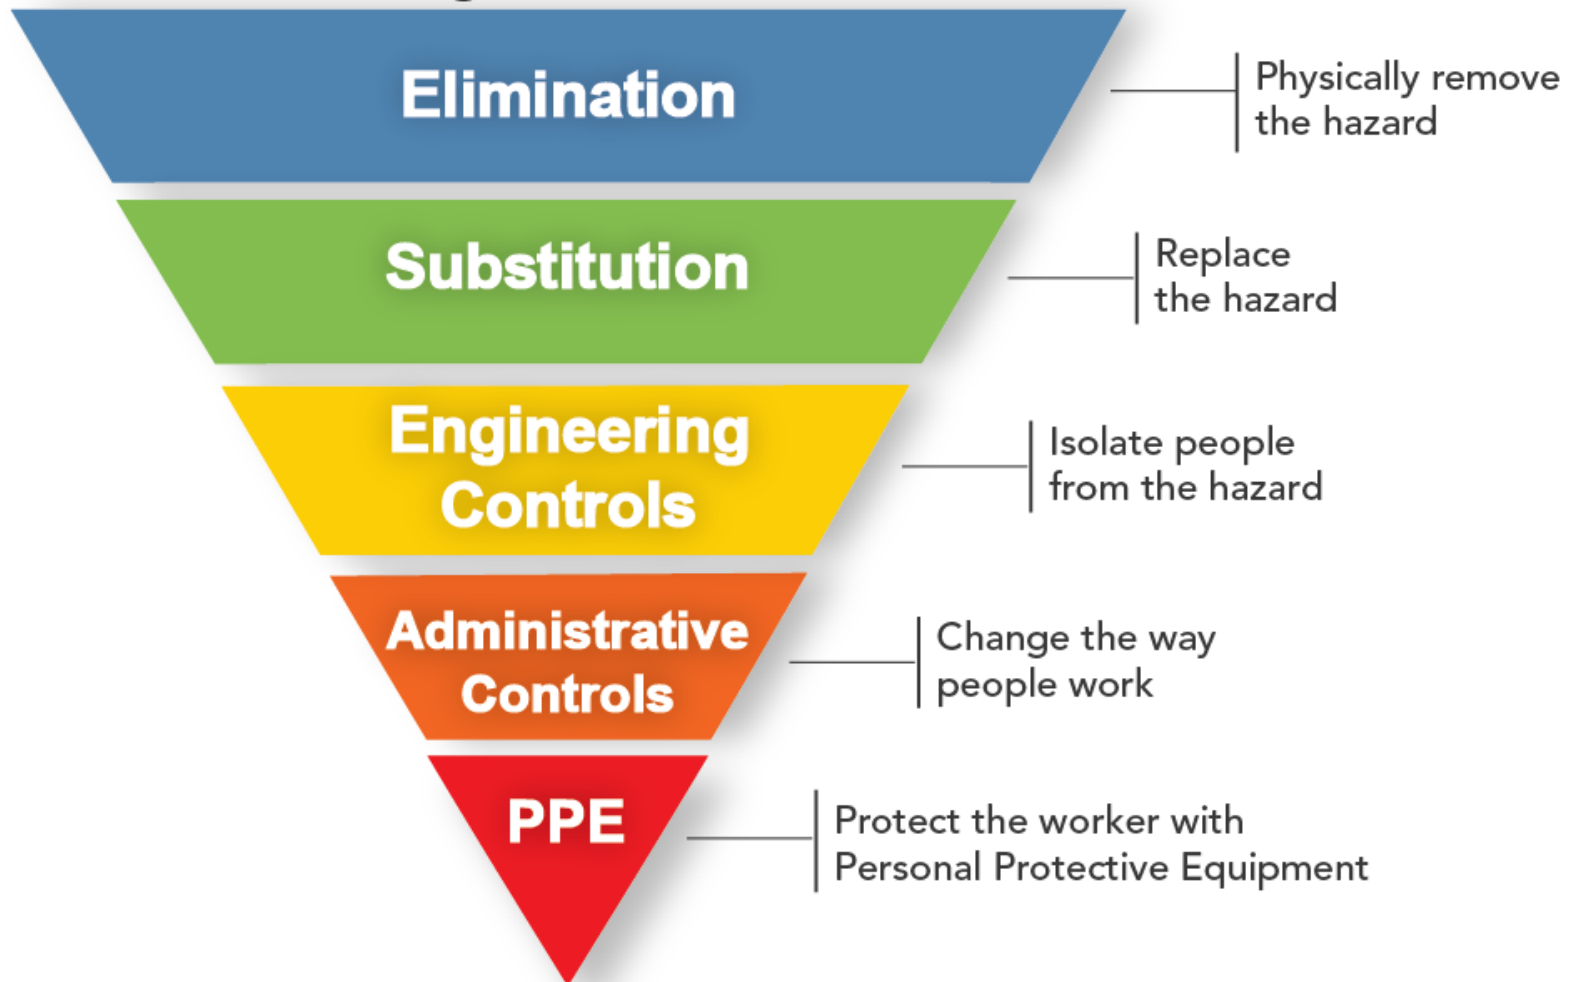 Elimination
Physically remove
the hazard
Substitution
Replace
the hazard
Engineering
Controls
Isolate people
from the hazard
Administrative
Controls
Change the way
people work
PPE
Protect the worker with
Personal Protective Equipment